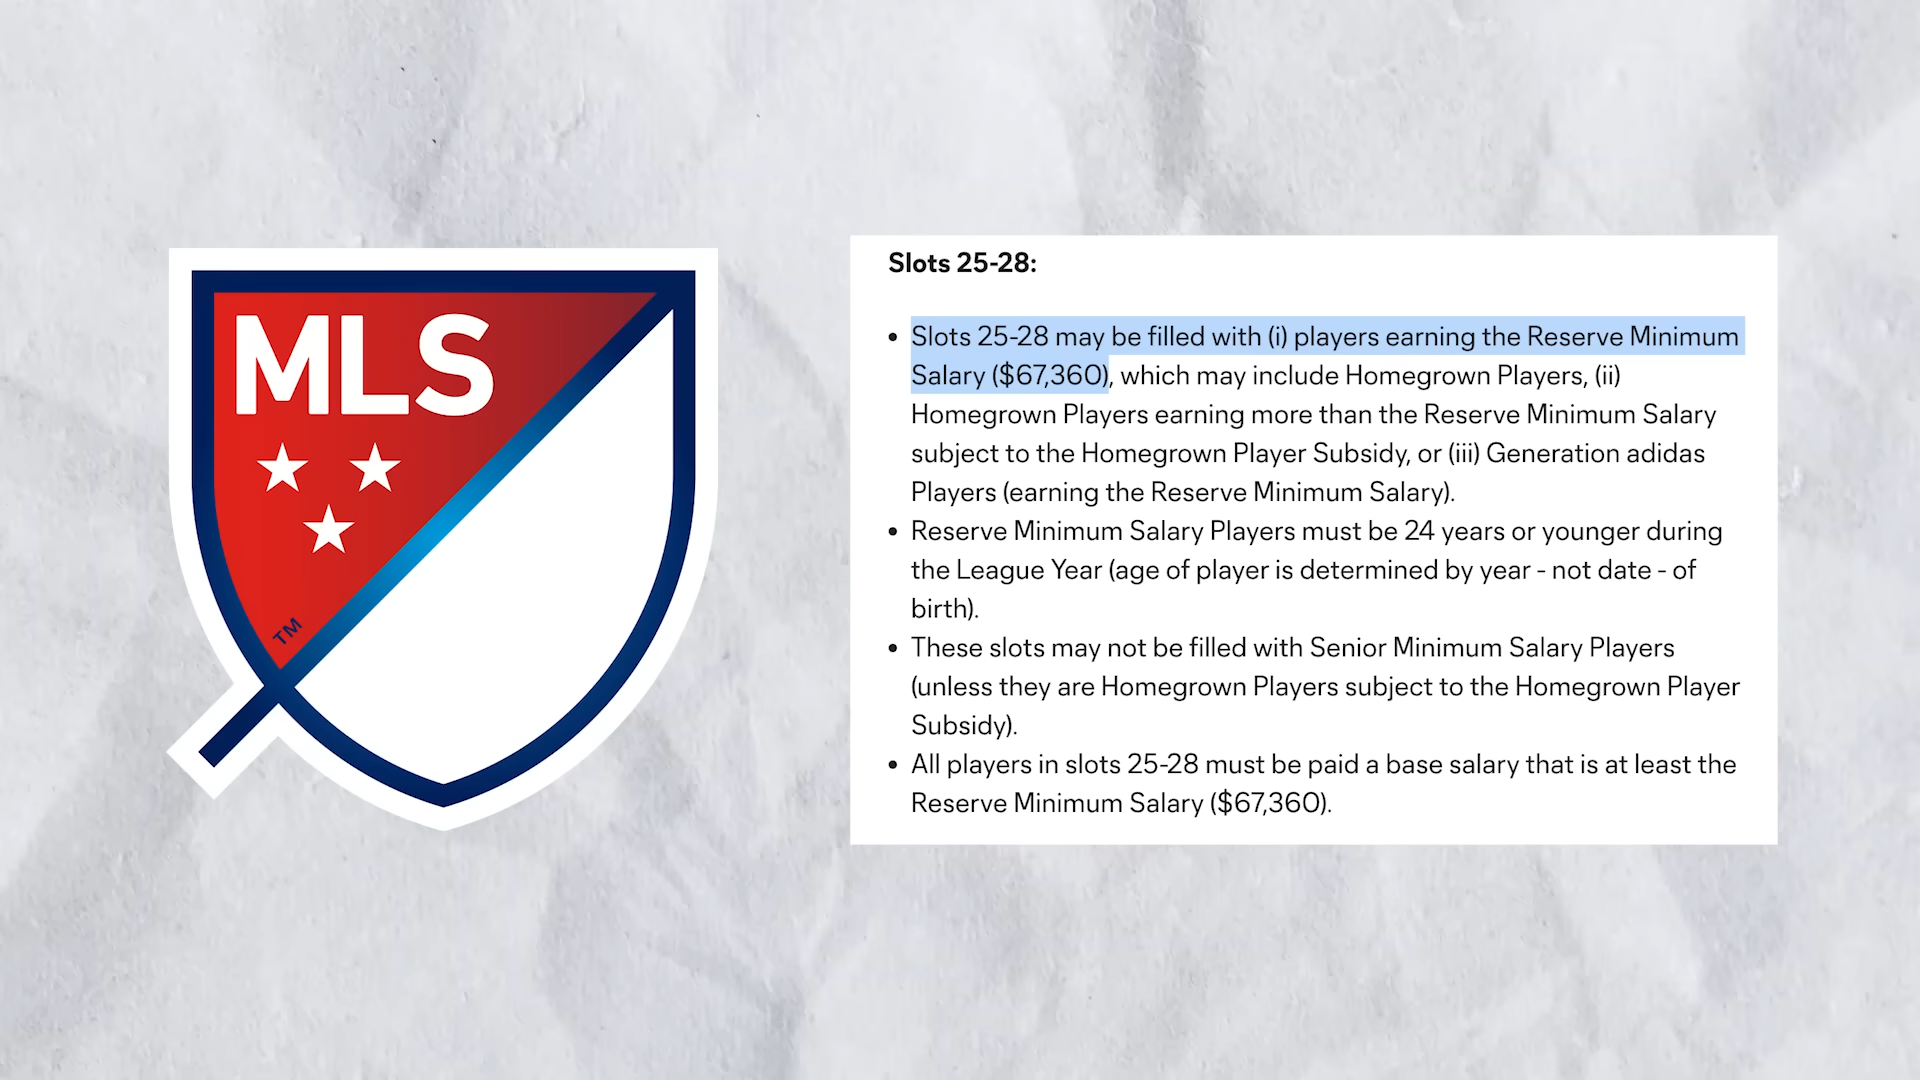 MLS
TM
Slots 25-28:
• Slots 25-28 may be filled with (i) players earning the Reserve Minimum
Salary ($67,360), which may include Homegrown Players, (ii)
Homegrown Players earning more than the Reserve Minimum Salary
subject to the Homegrown Player Subsidy, or (iii) Generation adidas
Players (earning the Reserve Minimum Salary).
• Reserve Minimum Salary Players must be 24 years or younger during
the League Year (age of player is determined by year - not date - of
birth).
• These slots may not be filled with Senior Minimum Salary Players
(unless they are Homegrown Players subject to the Homegrown Player
Subsidy).
• All players in slots 25-28 must be paid a base salary that is at least the
Reserve Minimum Salary ($67,360).